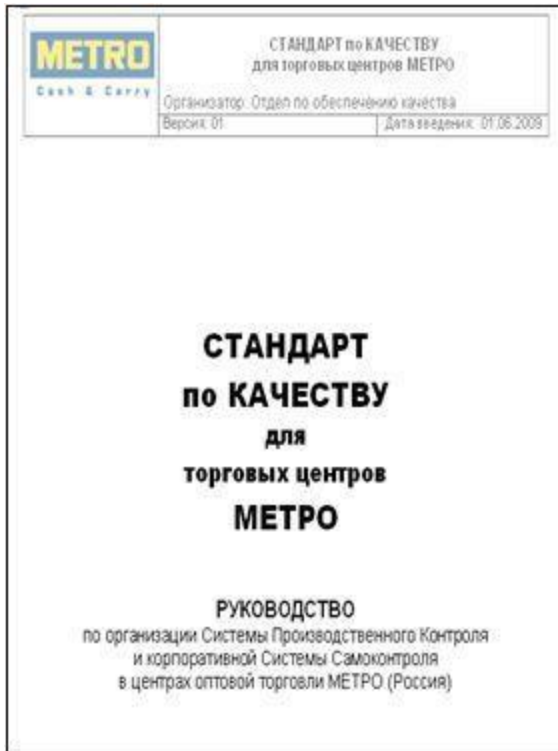 METRO
Cash & Carry
СТАНДАРТ по КАЧЕСТВУ
для торговых центров МЕТРО
Организатор: Отдел по обеспечению качества
Версия: 01
Дата введения: 01.06.2009
СТАНДАРТ
по КАЧЕСТВУ
для
торговых центров
МЕТРО
РУКОВОДСТВО
по организации Системы Производственного Контроля
и корпоративной Системы Самоконтроля
в центрах оптовой торговли МЕТРО (Россия)